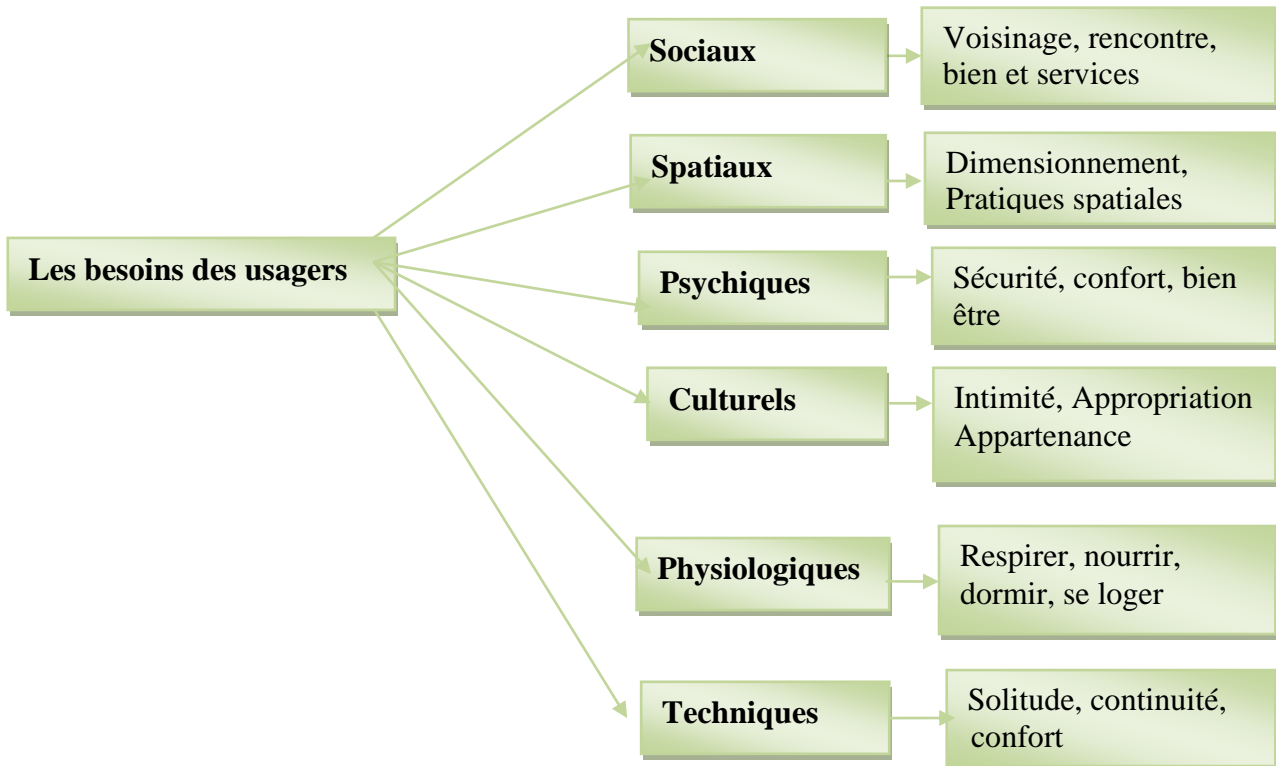 Sociaux
Voisinage, rencontre,
bien et services
Spatiaux
Dimensionnement,
Pratiques spatiales
Les besoins des usagers
Psychiques
Sécurité, confort, bien
être
Culturels
Intimité, Appropriation
Appartenance
Physiologiques
Respirer, nourrir,
dormir, se loger
Techniques
Solitude, continuité,
confort